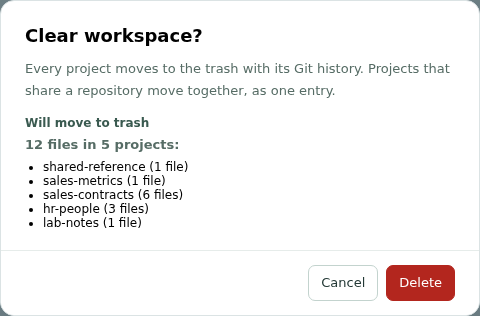 Clear workspace?
Every project moves to the trash with its Git history. Projects that
share a repository move together, as one entry.
Will move to trash
12 files in 5 projects:
• shared-reference (1 file)
• sales-metrics (1 file)
• sales-contracts (6 files)
• hr-people (3 files)
• lab-notes (1 file)
Cancel
Delete